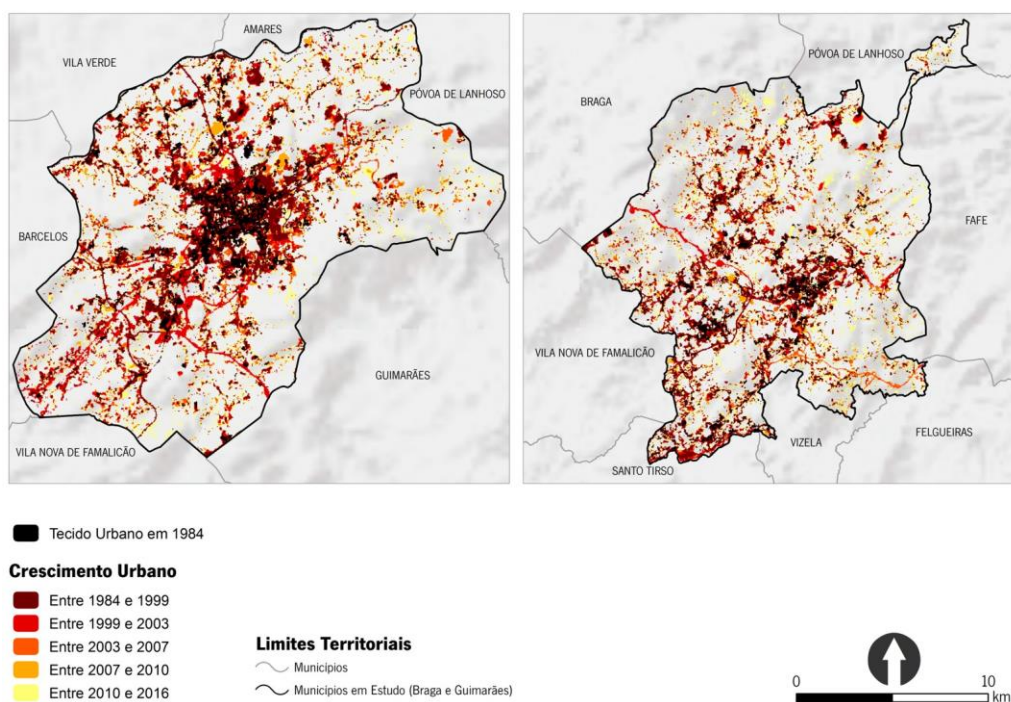 AMARES
VILA VERDE
PÓVOA DE LANHOSO
BARCELOS
GUIMARÃES
VILA NOVA DE FAMALICÃO
PÓVOA DE LANHOSO
BRAGA
FAFE
VILA NOVA DE FAMALICÃO
FELGUEIRAS
VIZELA
SANTO TIRSO
Tecido Urbano em 1984
Crescimento Urbano
Entre 1984 e 1999
Entre 1999 e 2003
Entre 2003 e 2007
Entre 2007 e 2010
Entre 2010 e 2016
Limites Territoriais
Municípios
Municípios em Estudo (Braga e Guimarães)
0 10
km